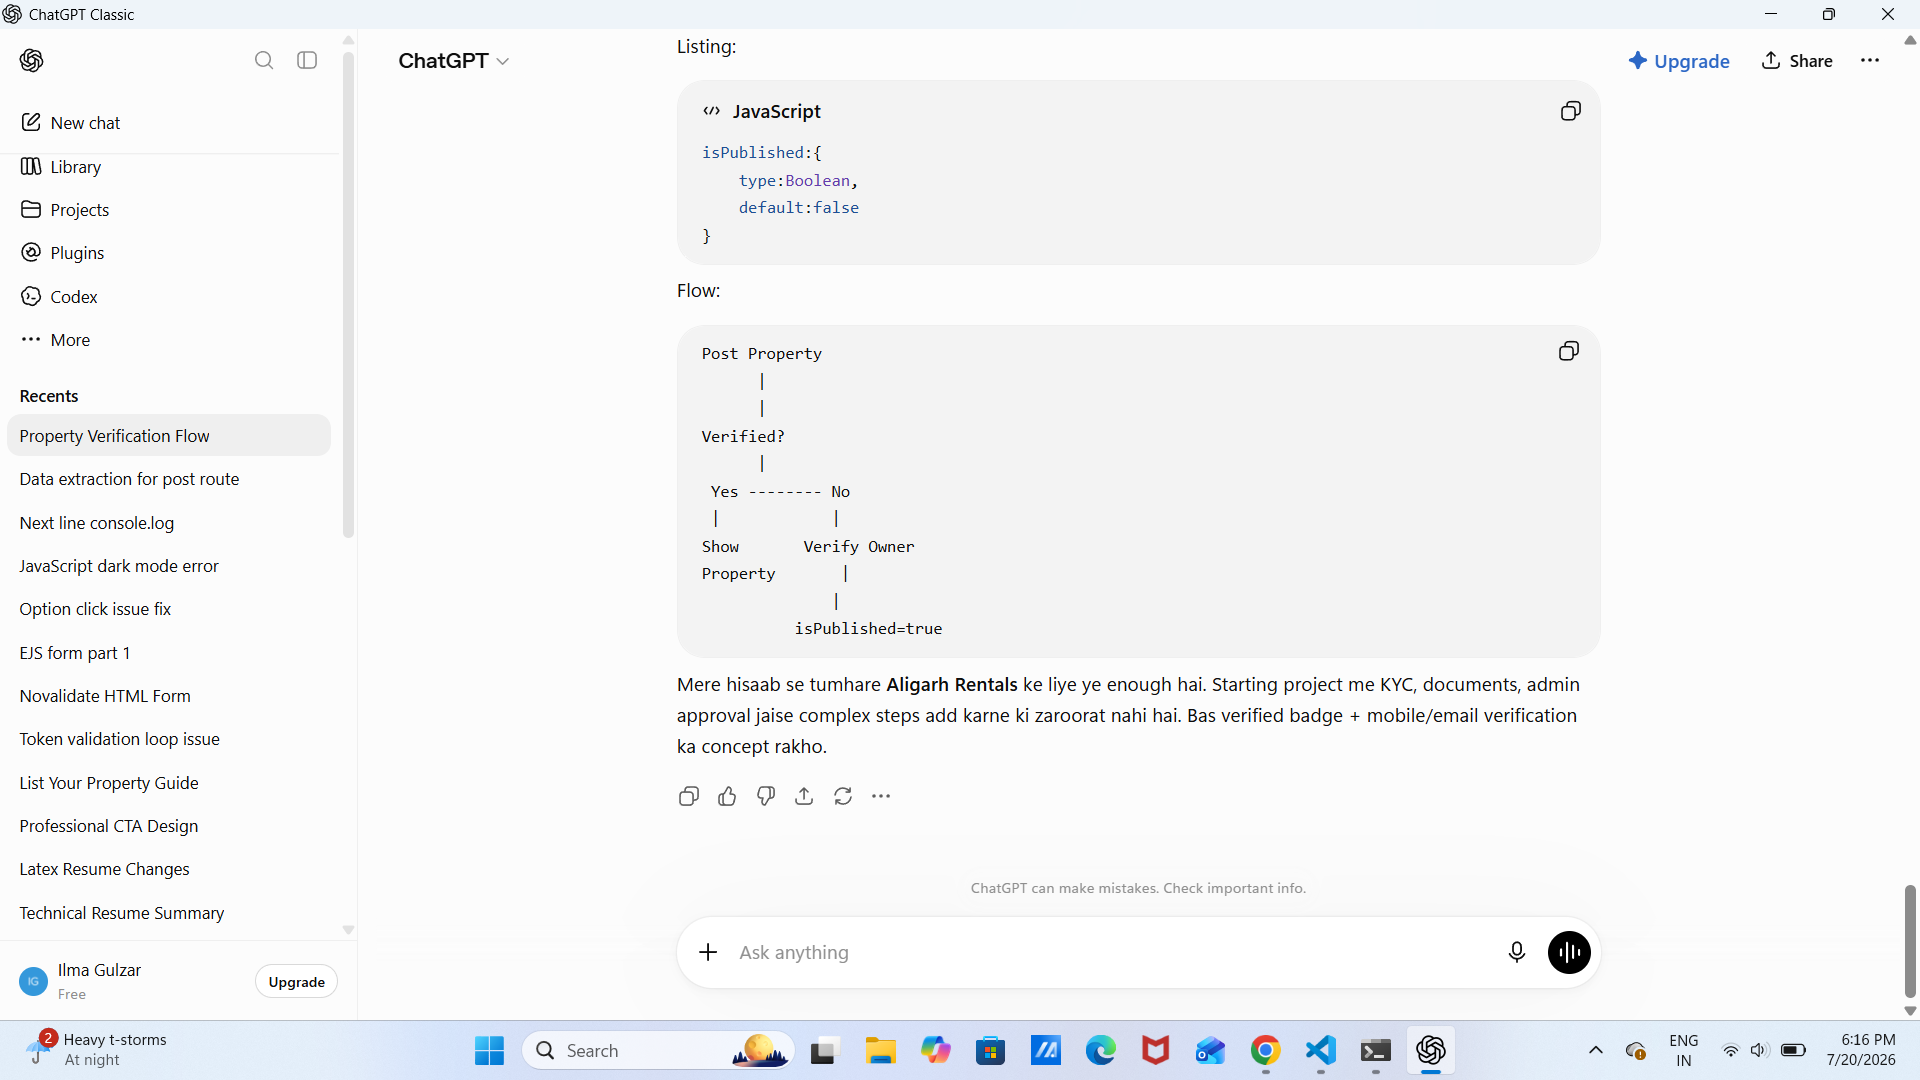 ChatGPT Classic
New chat
Library
Projects
Plugins
Codex
More
Recents
Property Verification Flow
Data extraction for post route
Next line console.log
JavaScript dark mode error
Option click issue fix
EJS form part 1
Novalidate HTML Form
Token validation loop issue
List Your Property Guide
Professional CTA Design
Latex Resume Changes
Technical Resume Summary
IG
Ilma Gulzar
Free
Upgrade
ChatGPT
Upgrade
Share
Listing:
JavaScript
isPublished:{
    type:Boolean,
    default:false
}
Flow:
Post Property
|
|
Verified?
|
Yes -------- No
|            |
Show       Verify Owner
Property       |
|
isPublished=true
Mere hisaab se tumhare Aligarh Rentals ke liye ye enough hai. Starting project me KYC, documents, admin
approval jaise complex steps add karne ki zaroorat nahi hai. Bas verified badge + mobile/email verification
ka concept rakho.
ChatGPT can make mistakes. Check important info.
Ask anything
2
Heavy t-storms
At night
Search
ENG
IN
6:16 PM
7/20/2026